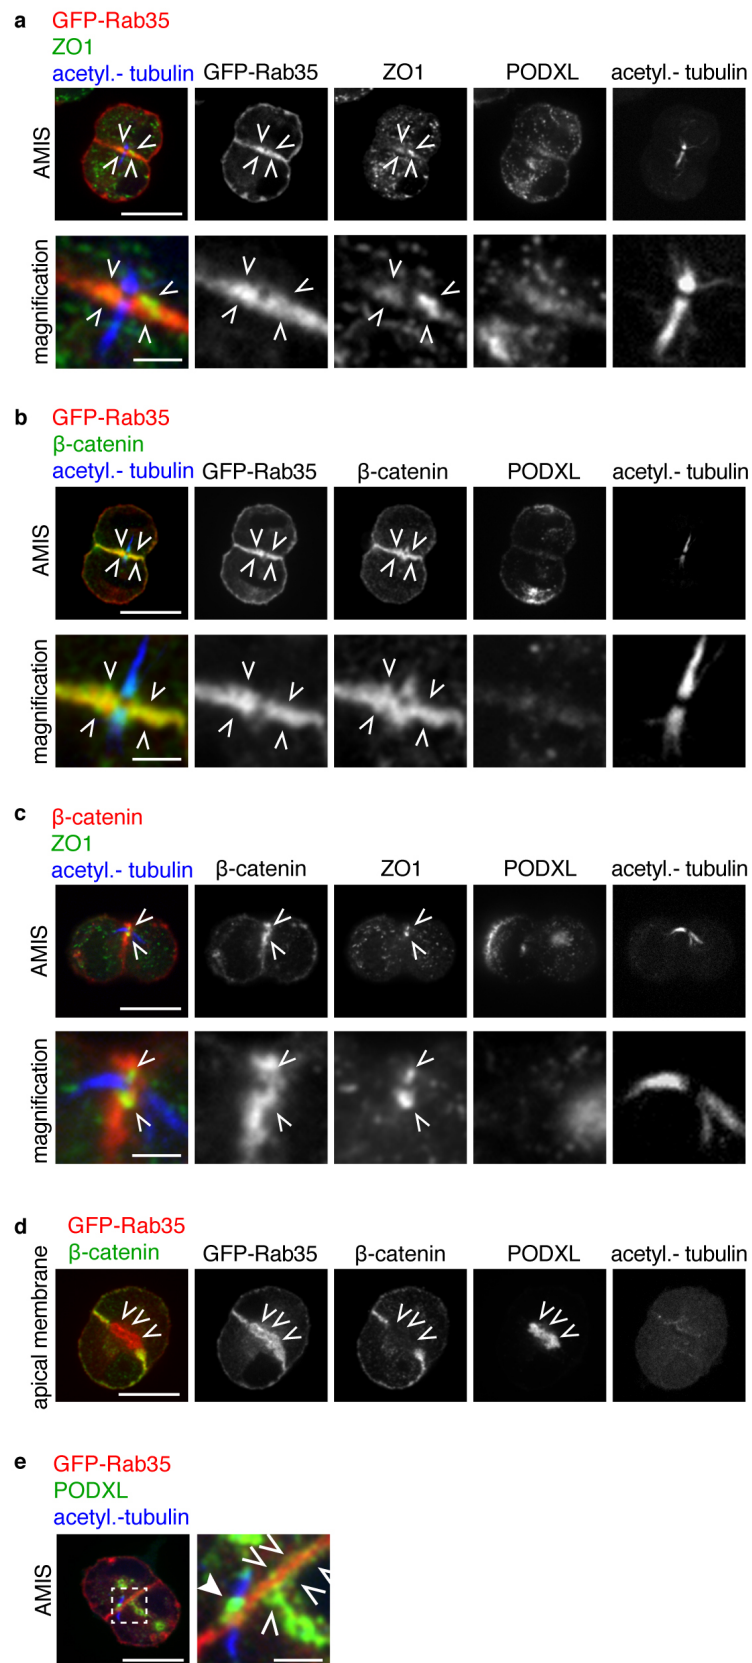 a GFP-Rab35
ZO1
acetyl.- tubulin GFP-Rab35 ZO1 PODXL acetyl.- tubulin
AMIS
magnification
b GFP-Rab35
β-catenin
acetyl.- tubulin GFP-Rab35 β-catenin PODXL acetyl.- tubulin
AMIS
magnification
c β-catenin
ZO1
acetyl.- tubulin β-catenin ZO1 PODXL acetyl.- tubulin
AMIS
magnification
d GFP-Rab35
β-catenin GFP-Rab35 β-catenin PODXL acetyl.- tubulin
apical membrane
e GFP-Rab35
PODXL
acetyl.-tubulin
AMIS